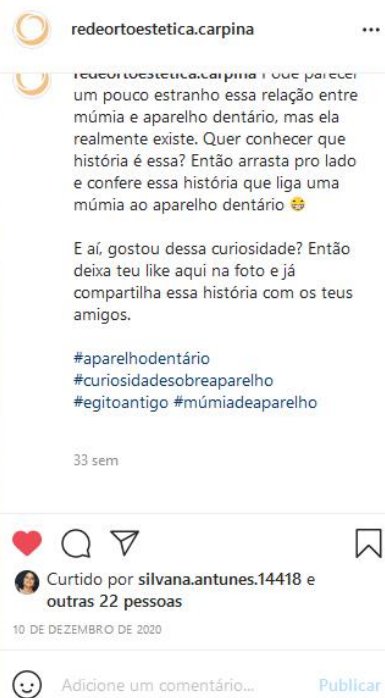 redeortoestetica.carpina
redeortoestetica.carpina Pode parecer
um pouco estranho essa relação entre
múmia e aparelho dentário, mas ela
realmente existe. Quer conhecer que
história é essa? Então arrasta pro lado
e confere essa história que liga uma
múmia ao aparelho dentário 😁
E aí, gostou dessa curiosidade? Então
deixa teu like aqui na foto e já
compartilha essa história com os teus
amigos.
#aparelhodentário
#curiosidadesobreaparelho
#egitoantigo #múmiadeaparelho
33 sem
Curtido por silvana.antunes.14418 e
outras 22 pessoas
10 DE DEZEMBRO DE 2020
Adicione um comentário... Publicar